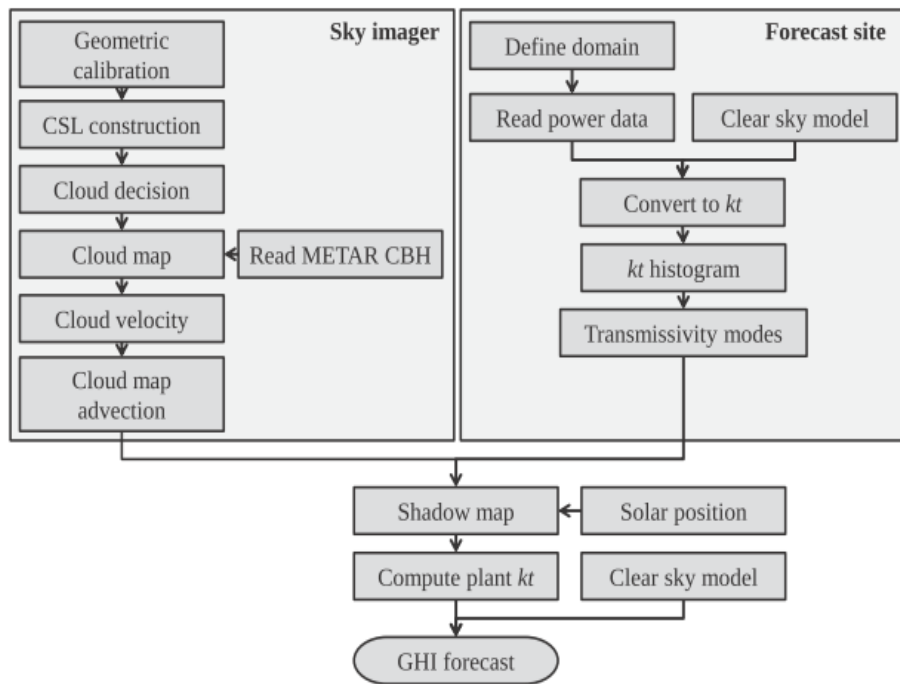 Sky imager
Geometric
calibration
CSL construction
Cloud decision
Cloud map
Read METAR CBH
Cloud velocity
Cloud map
advection
Forecast site
Define domain
Read power data
Clear sky model
Convert to kt
kt histogram
Transmissivity modes
Shadow map
Solar position
Compute plant kt
Clear sky model
GHI forecast